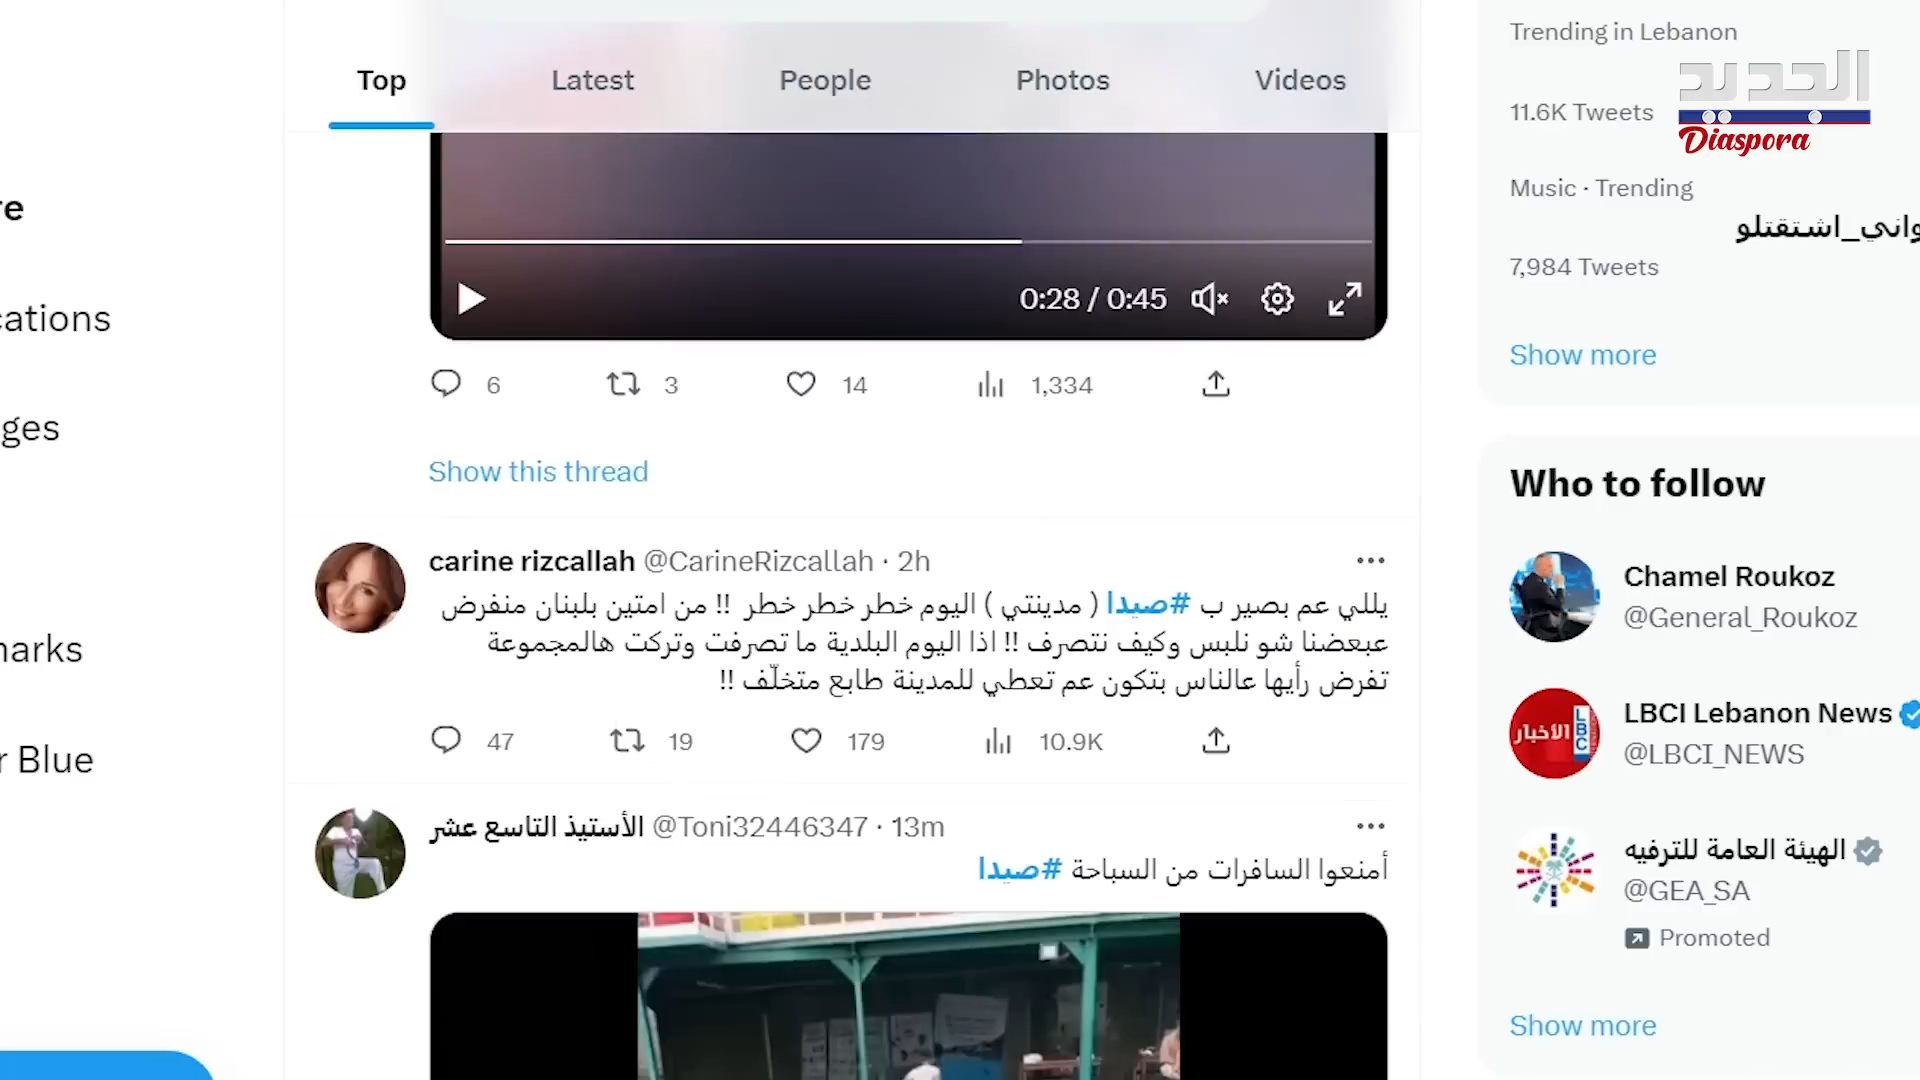 Top
Latest
People
Photos
Videos
Trending in Lebanon
11.6K Tweets
الجديد
Diaspora
Music · Trending
7,984 Tweets
Show more
0:28 / 0:45
6
3
14
1,334
Show this thread
carine rizcallah @CarineRizcallah · 2h
يللي عم بصير ب #صيدا ( مدينتي ) اليوم خطر خطر خطر !! من امتين بلبنان منفرض
عبعضنا شو نلبس وكيف نتصرف !! اذا اليوم البلدية ما تصرفت وتركت هالمجموعة
تفرض رأيها عالناس بتكون عم تعطي للمدينة طابع متخلّف !!
47
19
179
10.9K
الأستيذ التاسع عشر @Toni32446347 · 13m
أمنعوا السافرات من السباحة #صيدا
Who to follow
Chamel Roukoz
@General_Roukoz
LBCI Lebanon News
@LBCI_NEWS
الأخبار
LBC
الهيئة العامة للترفيه
@GEA_SA
Promoted
Show more
Blue